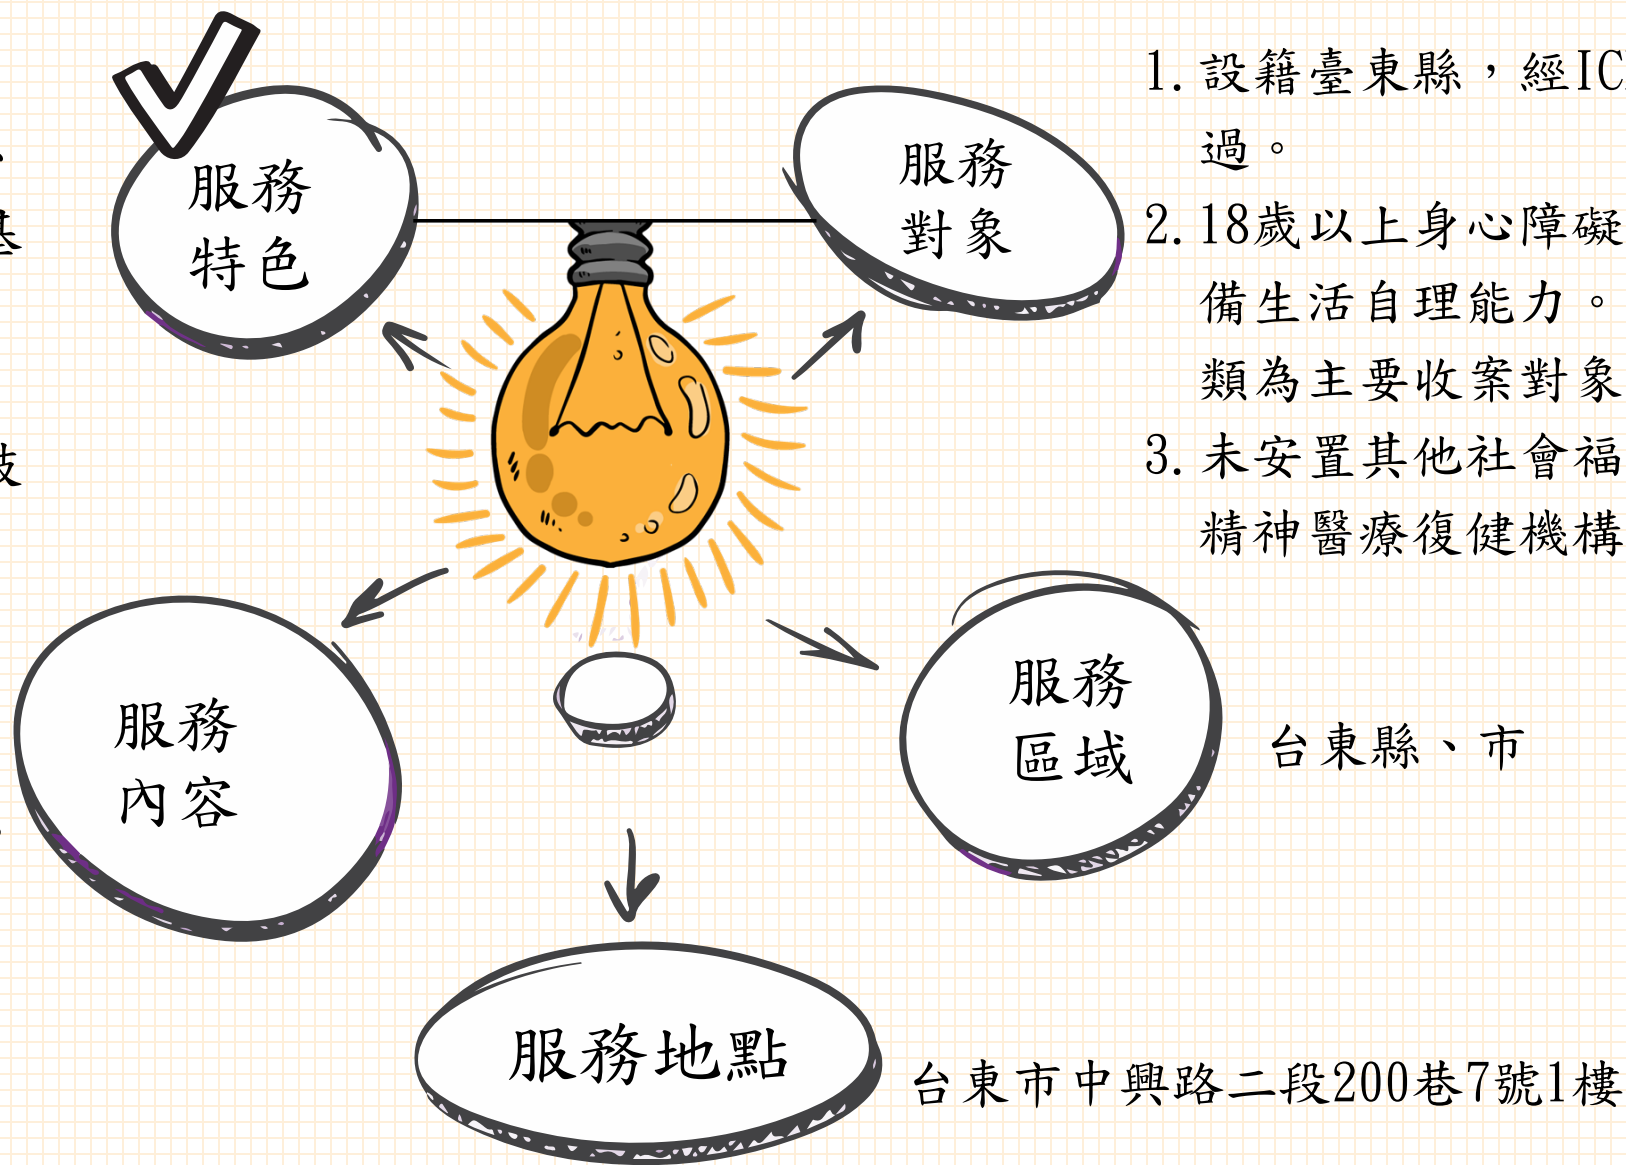 服務
特色
服務
對象
1.設籍臺東縣，經IC
過。
2.18歲以上身心障礙
備生活自理能力。
類為主要收案對象
3.未安置其他社會福
精神醫療復健機構
服務
內容
服務
區域
台東縣、市
服務地點
台東市中興路二段200巷7號1樓